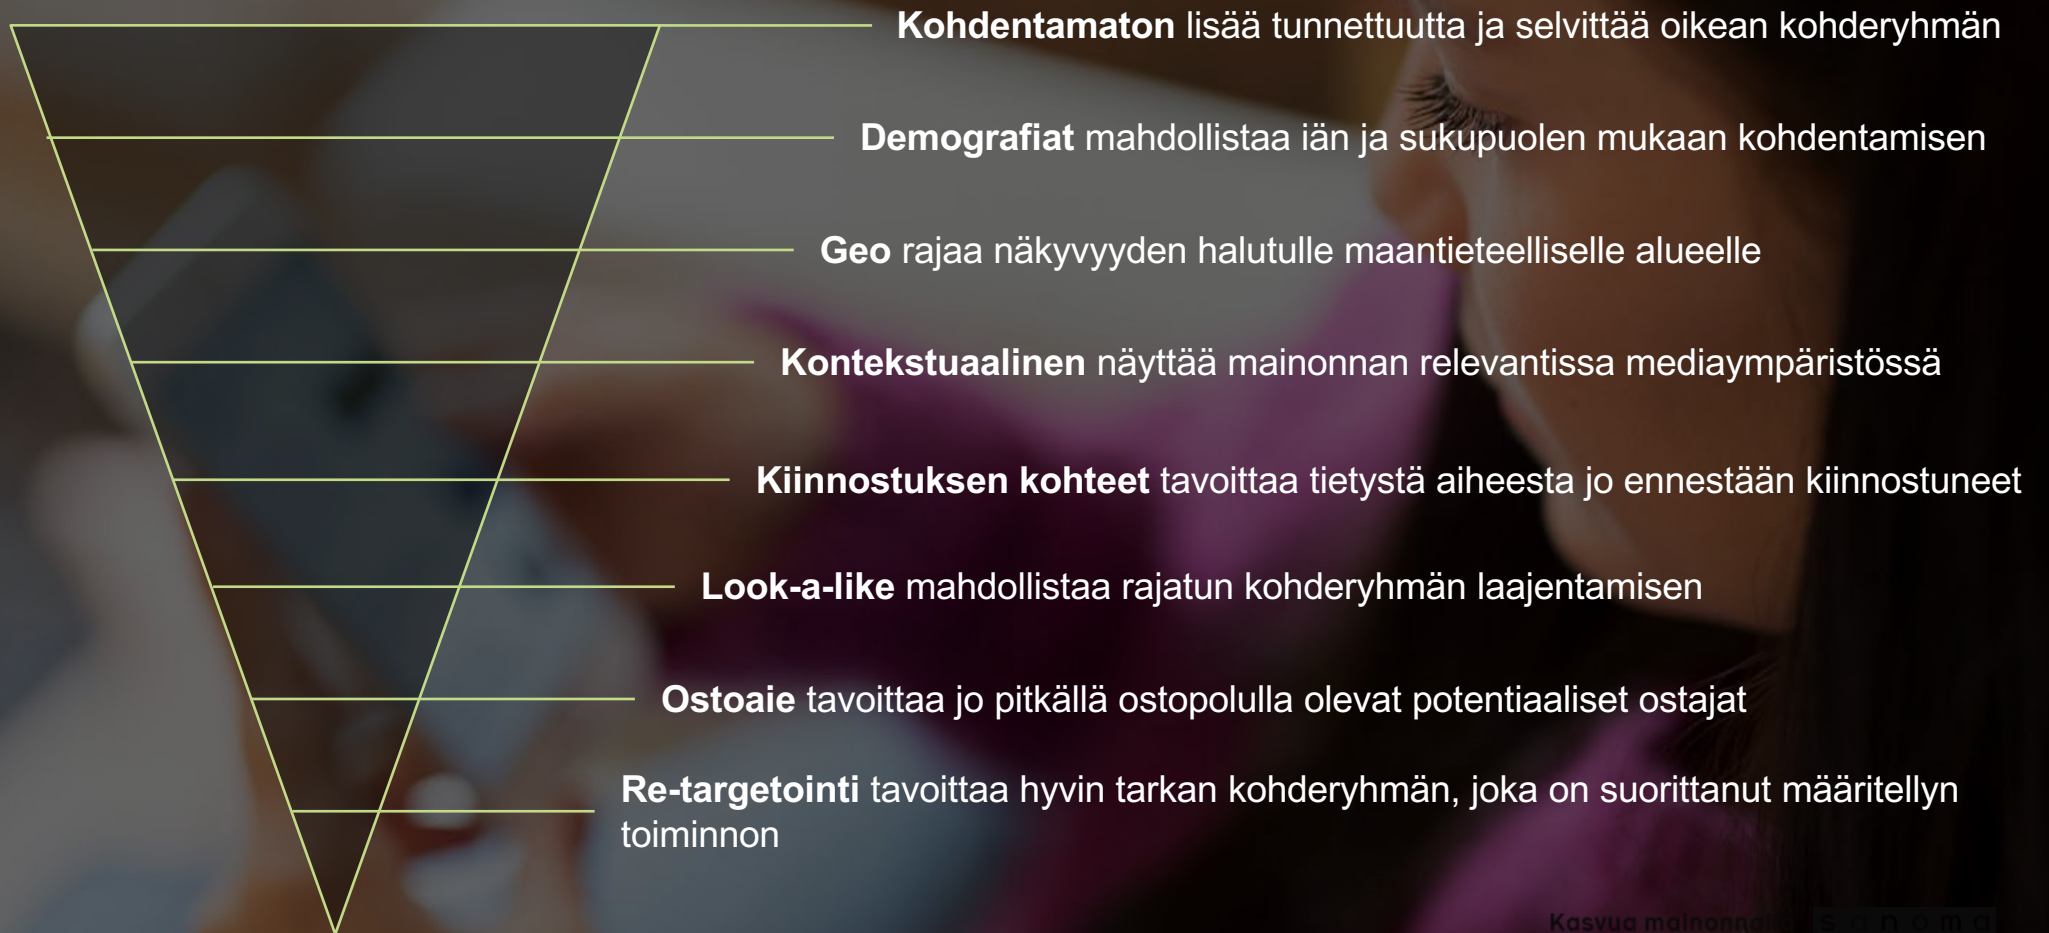 Kohdentamaton lisää tunnettuutta ja selvittää oikean kohderyhmän
Demografiat mahdollistaa iän ja sukupuolen mukaan kohdentamisen
Geo rajaa näkyvyyden halutulle maantieteelliselle alueelle
Kontekstuaalinen näyttää mainonnan relevantissa mediaympäristössä
Kiinnostuksen kohteet tavoittaa tietystä aiheesta jo ennestään kiinnostuneet
Look-a-like mahdollistaa rajatun kohderyhmän laajentamisen
Ostoaie tavoittaa jo pitkällä ostopolulla olevat potentiaaliset ostajat
Re-targetointi tavoittaa hyvin tarkan kohderyhmän, joka on suorittanut määritellyn
toiminnon
Kasvua sanoma